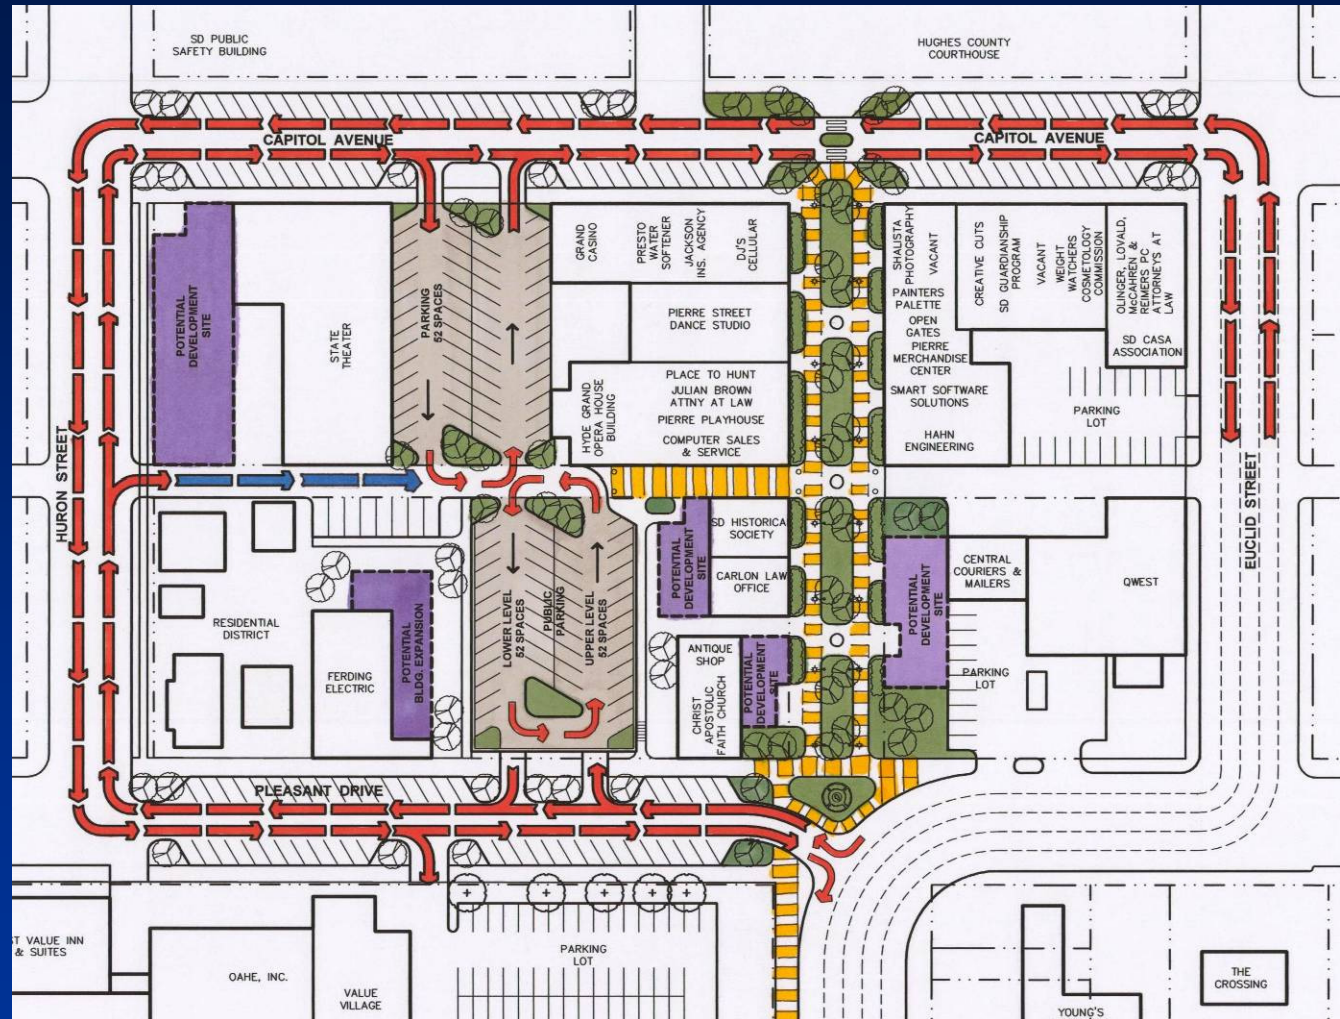 SD PUBLIC
SAFETY BUILDING
HUGHES COUNTY
COURTHOUSE
CAPITOL AVENUE
CAPITOL AVENUE
POTENTIAL
DEVELOPMENT
SITE
STATE
THEATER
PARKING
52 SPACES
GRAND
CASINO
PRESTO
WATER
SOFTENER
JACKSON
INS. AGENCY
DJ'S
CELLULAR
PIERRE STREET
DANCE STUDIO
HYDE GRAND
OPERA HOUSE
BUILDING
PLACE TO HUNT
JULIAN BROWN
ATTNY AT LAW
PIERRE PLAYHOUSE
COMPUTER SALES
& SERVICE
SHALISTA
PHOTOGRAPHY
VACANT
PAINTERS
PALETTE
OPEN
GATES
PIERRE
MERCHANDISE
CENTER
SMART SOFTWARE
SOLUTIONS
HAHN
ENGINEERING
CREATIVE CUTS
SD GUARDIANSHIP
PROGRAM
VACANT
WEIGHT
WATCHERS
COSMETOLOGY
COMMISSION
OLINGER, LOVALD,
McCAHREN &
REIMERS PC
ATTORNEYS AT
LAW
SD CASA
ASSOCIATION
PARKING
LOT
HURON STREET
EUCLID STREET
RESIDENTIAL
DISTRICT
FERDING
ELECTRIC
POTENTIAL
BLDG. EXPANSION
LOWER LEVEL
52 SPACES
PUBLIC
PARKING
UPPER LEVEL
52 SPACES
POTENTIAL
DEVELOPMENT
SITE
SD HISTORICA
SOCIETY
CARLON LAW
OFFICE
ANTIQUE
SHOP
CHRIST
APOSTOLIC
FAITH CHURCH
POTENTIAL
DEVELOPMENT
SITE
POTENTIAL
DEVELOPMENT
SITE
CENTRAL
COURIERS &
MAILERS
QWEST
PARKING
LOT
PLEASANT DRIVE
ST VALUE INN
& SUITES
OAHE, INC.
VALUE
VILLAGE
PARKING
LOT
YOUNG'S
THE
CROSSING